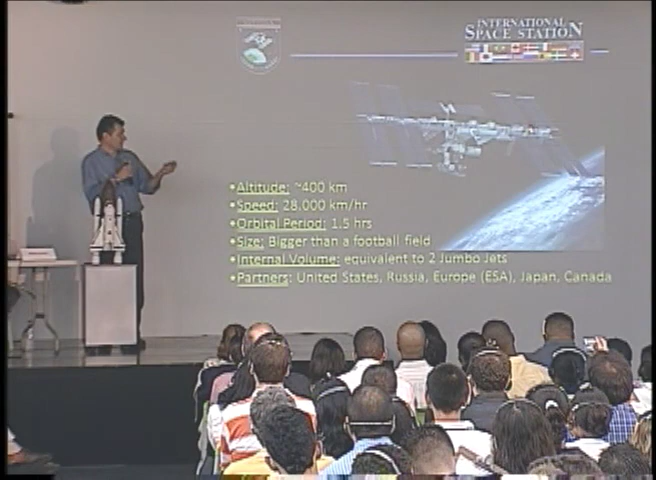 INTERNATIONAL
SPACE STATION
•Altitude: ~400 km
•Speed: 28,000 km/hr
•Orbital Period: 1.5 hrs
•Size: Bigger than a football field
•Internal Volume: equivalent to 2 Jumbo Jets
•Partners: United States, Russia, Europe (ESA), Japan, Canada